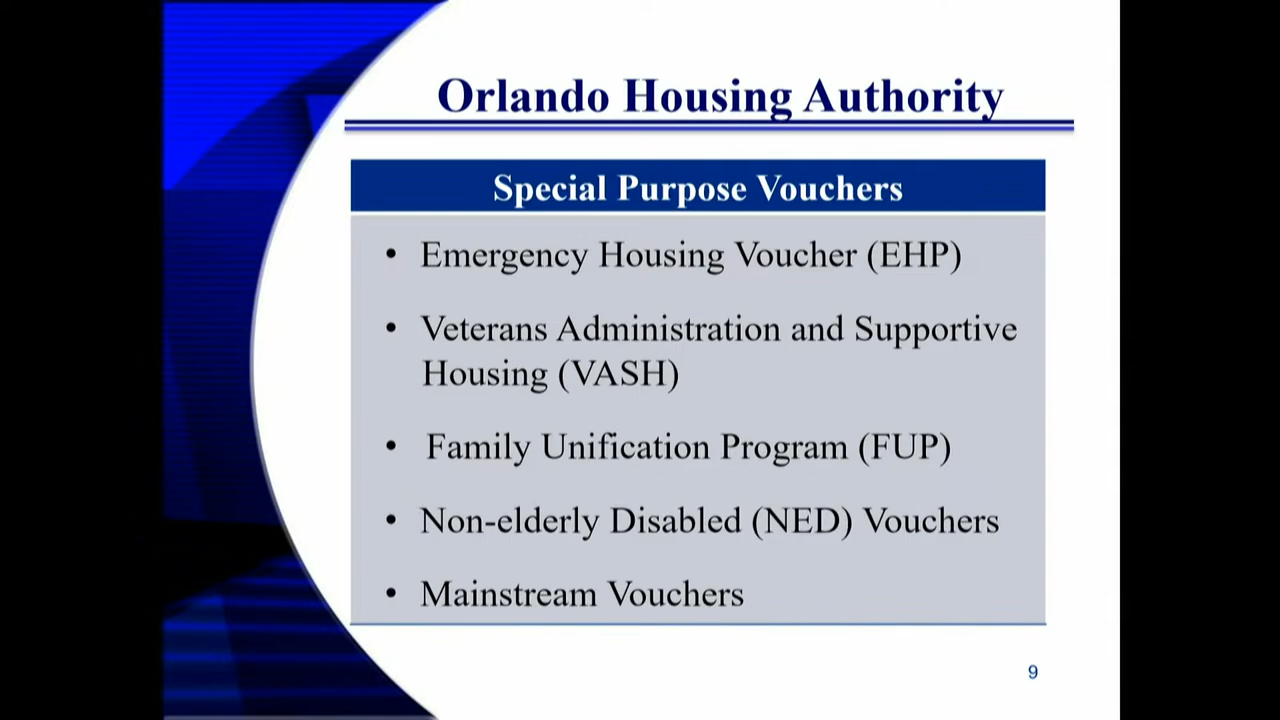 Orlando Housing Authority
Special Purpose Vouchers
• Emergency Housing Voucher (EHP)
• Veterans Administration and Supportive
Housing (VASH)
• Family Unification Program (FUP)
• Non-elderly Disabled (NED) Vouchers
• Mainstream Vouchers
9